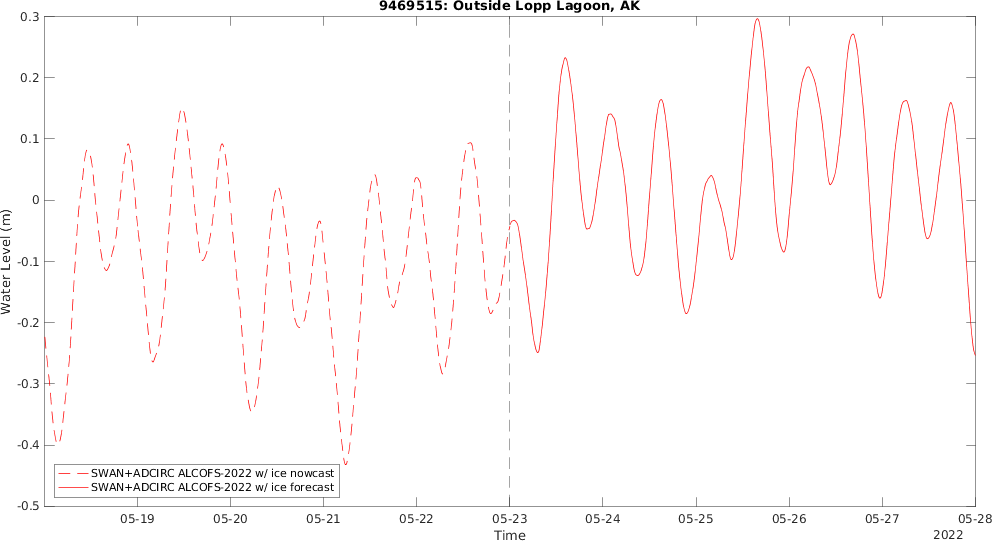 9469515: Outside Lopp Lagoon, AK
0.3
0.2
0.1
0
-0.1
-0.2
-0.3
-0.4
-0.5
Water Level (m)
SWAN+ADCIRC ALCOFS-2022 w/ ice nowcast
SWAN+ADCIRC ALCOFS-2022 w/ ice forecast
05-19 05-20 05-21 05-22 05-23 05-24 05-25 05-26 05-27 05-28
Time
2022